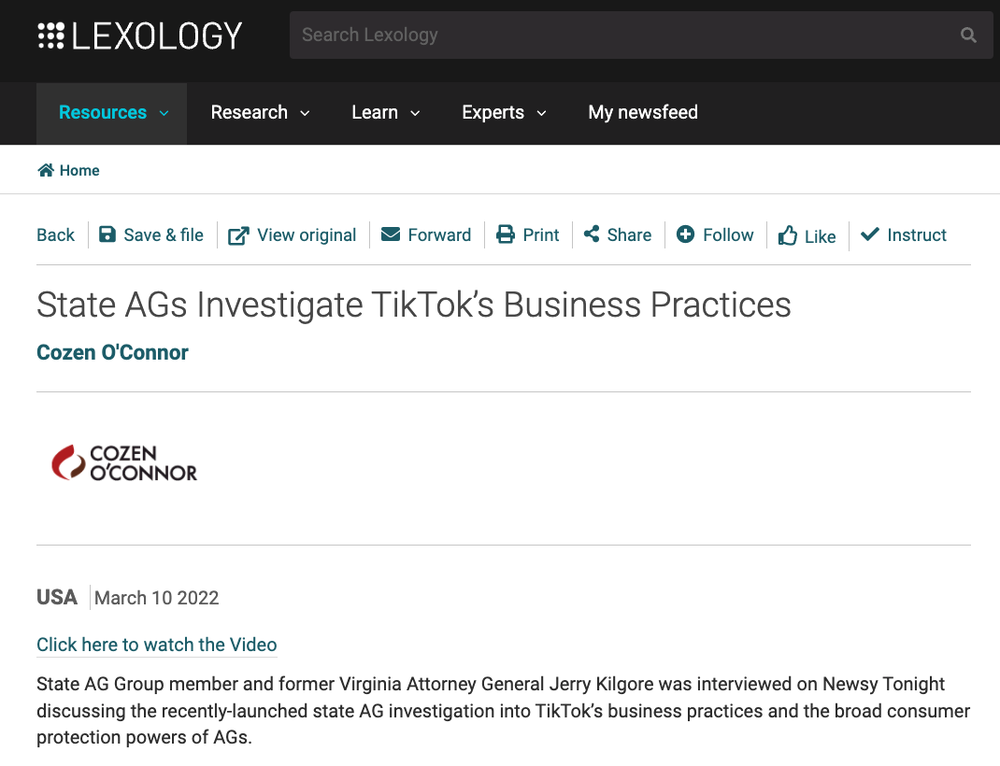 LEXOLOGY
Search Lexology
Resources Research Learn Experts My newsfeed
Home
Back Save & file View original Forward Print Share Follow Like Instruct
State AGs Investigate TikTok’s Business Practices
Cozen O'Connor
COZEN
O'CONNOR
USA March 10 2022
Click here to watch the Video
State AG Group member and former Virginia Attorney General Jerry Kilgore was interviewed on Newsy Tonight
discussing the recently-launched state AG investigation into TikTok’s business practices and the broad consumer
protection powers of AGs.